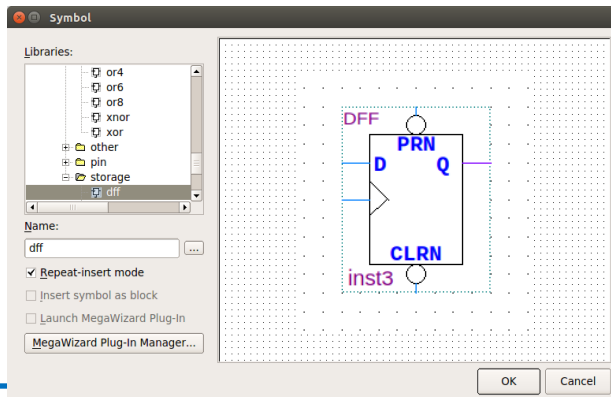 Symbol
Libraries:
or4
or6
or8
xnor
xor
other
pin
storage
dff
Name:
dff
...
Repeat-insert mode
Insert symbol as block
Launch MegaWizard Plug-In
MegaWizard Plug-In Manager...
DFF
PRN
D Q
CLRN
inst3
OK Cancel